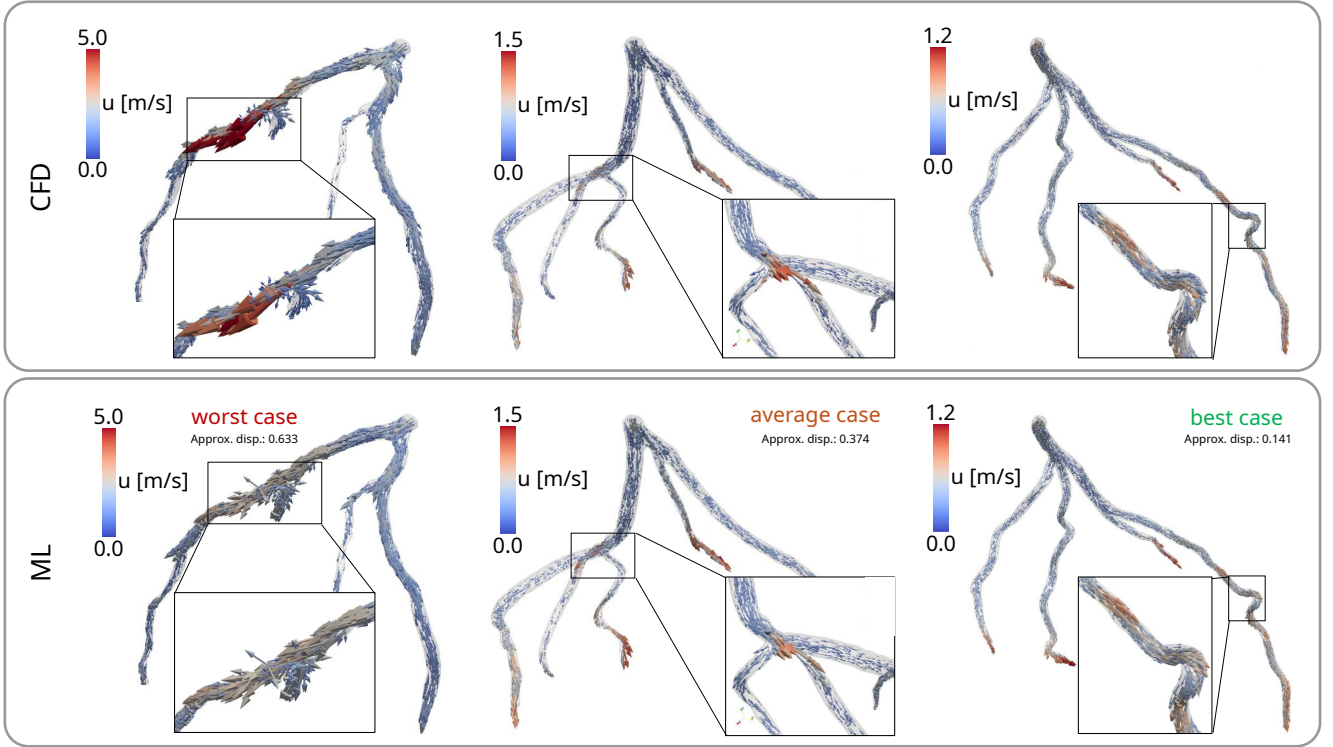 CFD
5.0
u [m/s]
0.0
1.5
u [m/s]
0.0
1.2
u [m/s]
0.0
ML
5.0
u [m/s]
0.0
worst case
Approx. disp.: 0.633
1.5
u [m/s]
0.0
average case
Approx. disp.: 0.374
1.2
u [m/s]
0.0
best case
Approx. disp.: 0.141